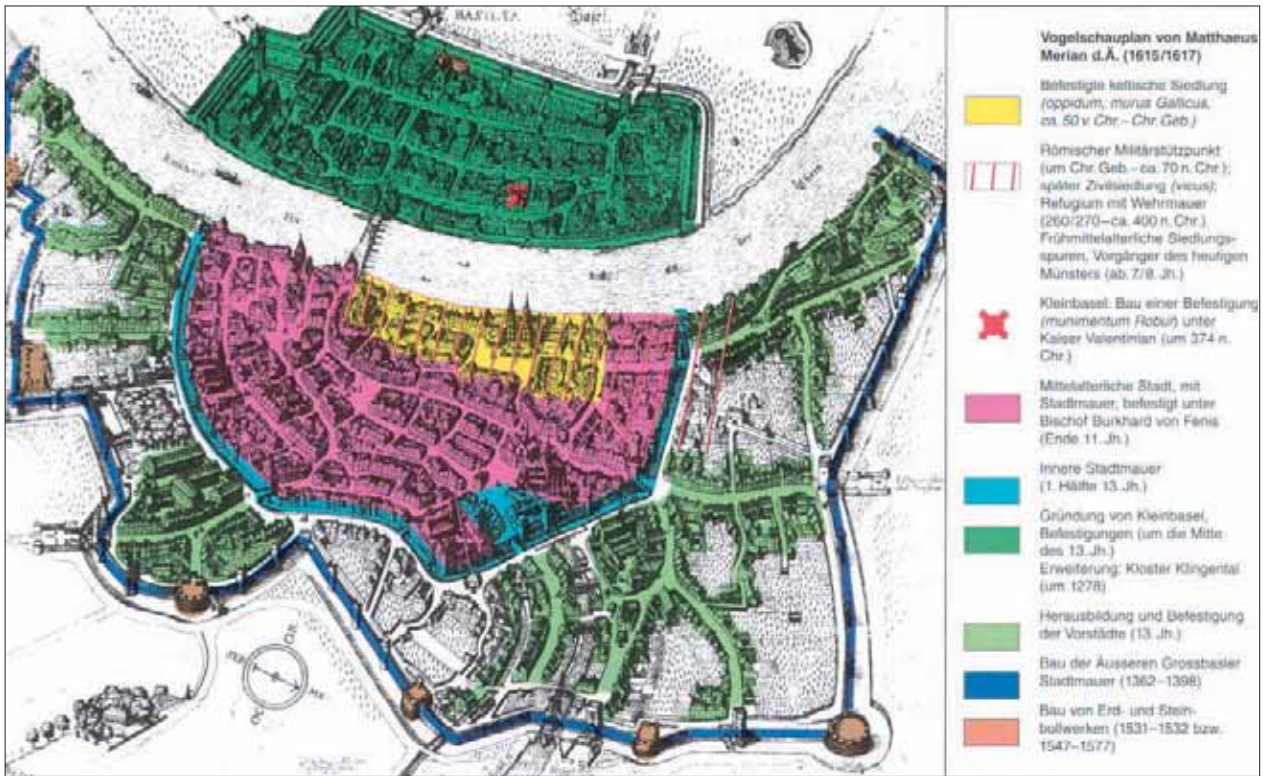 BASILEA
Basel
Vogelschauplan von Matthaeus
Merian d.Ä. (1615/1617)
Befestigte keltische Siedlung
(oppidum, murus Gallicus,
ca. 50 v. Chr. – Chr. Geb.)
Römischer Militärstützpunkt
(um Chr. Geb. – ca. 70 n. Chr.);
später Zivilsiedlung (vicus);
Refugium mit Wehrmauer
(260/270–ca. 400 n. Chr.)
Frühmittelalterliche Siedlungs-
spuren, Vorgänger des heutigen
Münsters (ab 7./8. Jh.)
Kleinbasel: Bau einer Befestigung
(munimentum Robur) unter
Kaiser Valentinian (um 374 n.
Chr.)
Mittelalterliche Stadt, mit
Stadtmauer, befestigt unter
Bischof Burkhard von Fenis
(Ende 11. Jh.)
Innere Stadtmauer
(1. Hälfte 13. Jh.)
Gründung von Kleinbasel,
Befestigungen (um die Mitte
des 13. Jh.)
Erweiterung: Kloster Klingental
(um 1278)
Herausbildung und Befestigung
der Vorstädte (13. Jh.)
Bau der Äusseren Grossbasler
Stadtmauer (1362–1398)
Bau von Erd- und Stein-
bollwerken (1531–1532 bzw.
1547–1577)